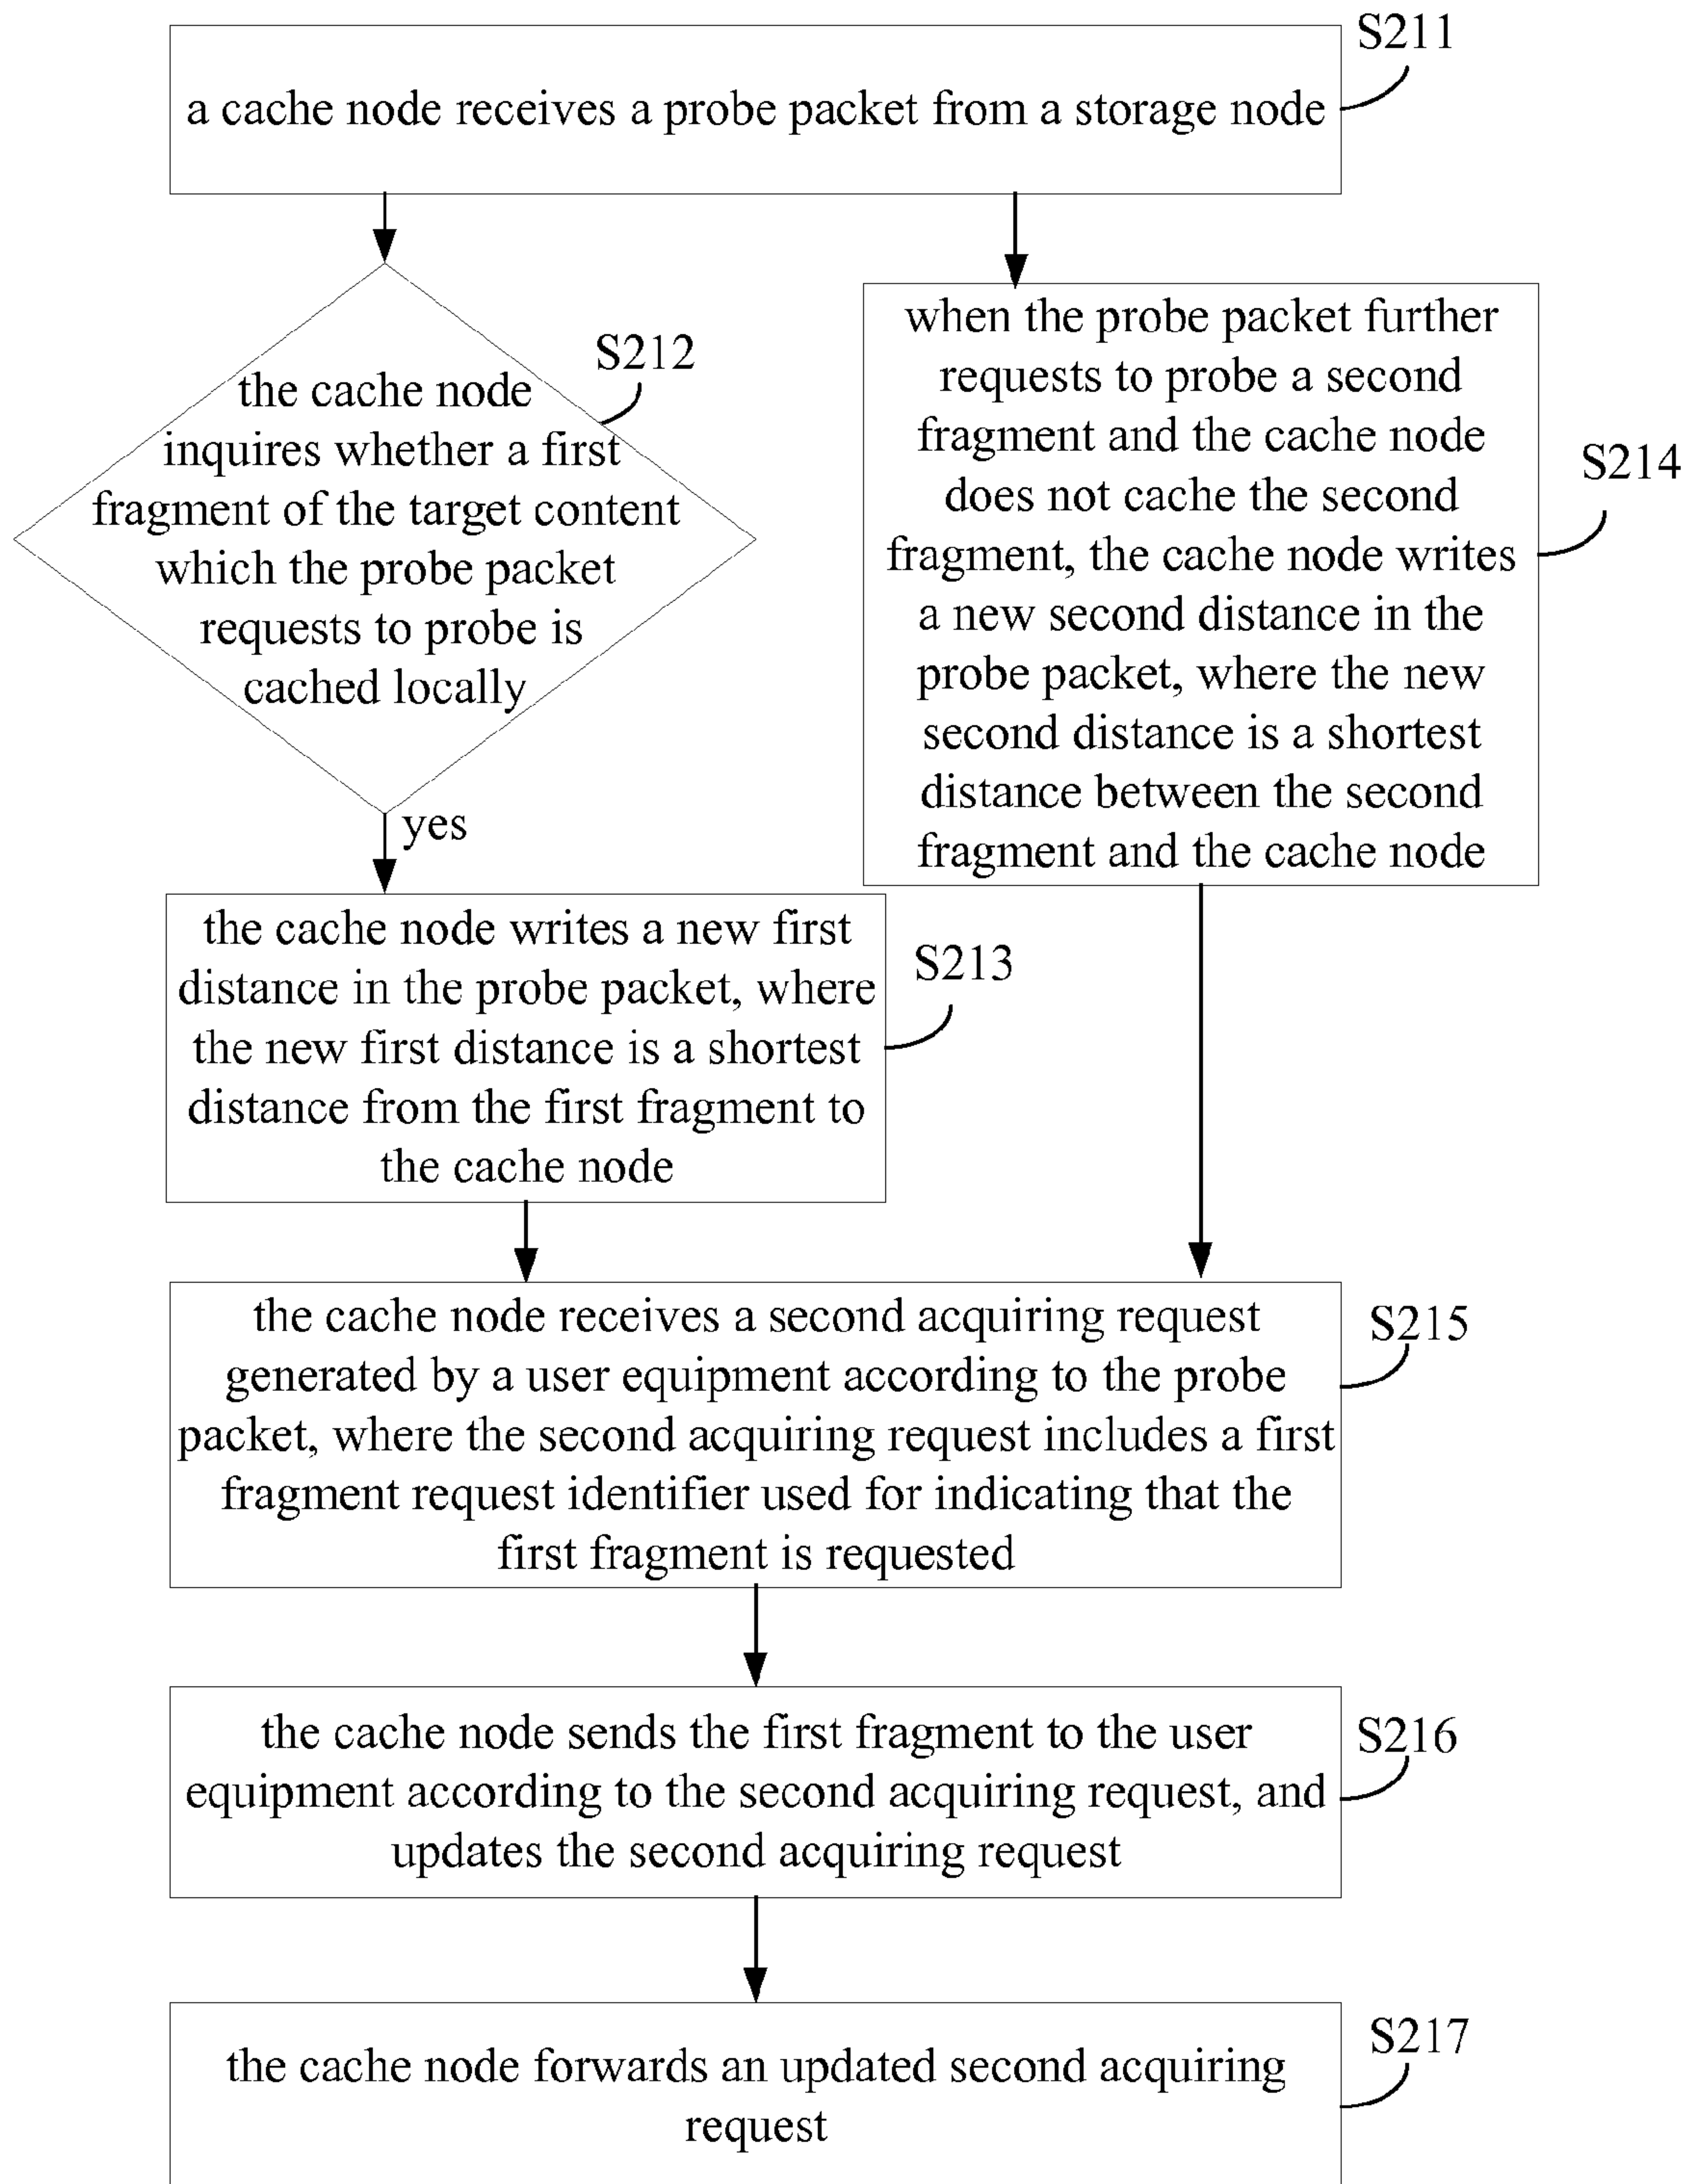 S211
a cache node receives a probe packet from a storage node
S212
the cache node
inquires whether a first
fragment of the target content
which the probe packet
requests to probe is
cached locally
yes
when the probe packet further
requests to probe a second
fragment and the cache node
does not cache the second
fragment, the cache node writes
a new second distance in the
probe packet, where the new
second distance is a shortest
distance between the second
fragment and the cache node
S214
the cache node writes a new first
distance in the probe packet, where
the new first distance is a shortest
distance from the first fragment to
the cache node
S213
the cache node receives a second acquiring request
generated by a user equipment according to the probe
packet, where the second acquiring request includes a first
fragment request identifier used for indicating that the
first fragment is requested
S215
the cache node sends the first fragment to the user
equipment according to the second acquiring request, and
updates the second acquiring request
S216
the cache node forwards an updated second acquiring
request
S217